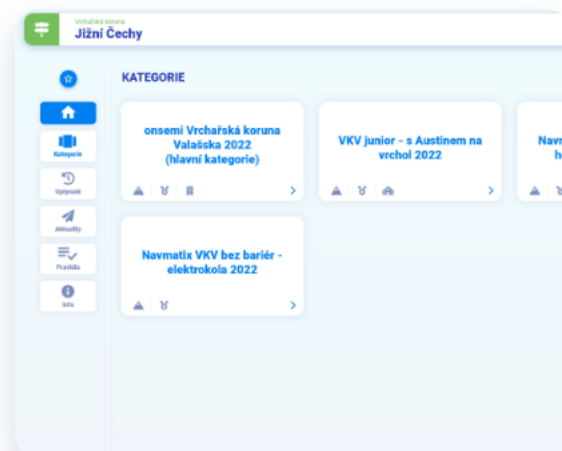 Vrchařská koruna
Jižní Čechy
KATEGORIE
Kategorie
Uplynulé
Aktuality
Pravidla
Info
onsemi Vrchařská koruna
Valašska 2022
(hlavní kategorie)
VKV junior - s Austinem na
vrchol 2022
Navmatix VKV bez bariér -
elektrokola 2022